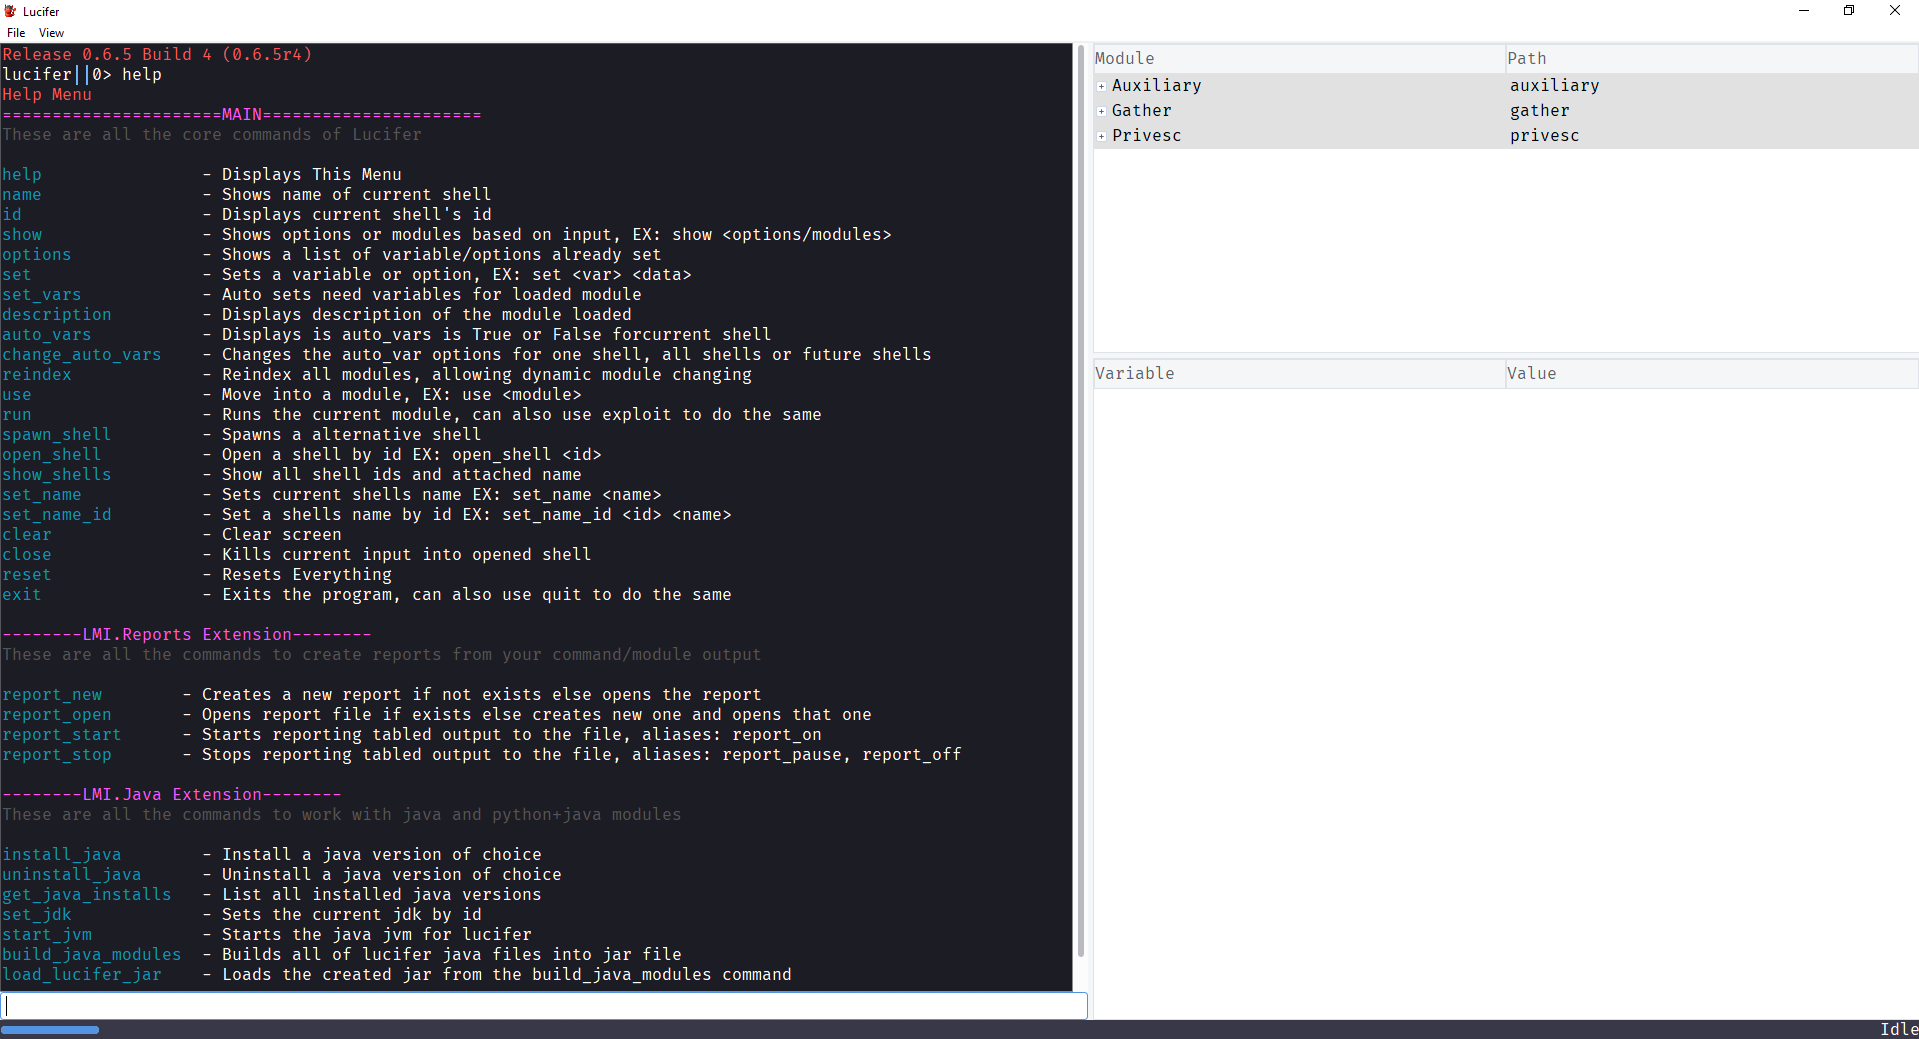 Lucifer
File View
Release 0.6.5 Build 4 (0.6.5r4)
lucifer||0> help
Help Menu
======================MAIN======================
These are all the core commands of Lucifer
help - Displays This Menu
name - Shows name of current shell
id - Displays current shell's id
show - Shows options or modules based on input, EX: show <options/modules>
options - Shows a list of variable/options already set
set - Sets a variable or option, EX: set <var> <data>
set_vars - Auto sets need variables for loaded module
description - Displays description of the module loaded
auto_vars - Displays is auto_vars is True or False forcurrent shell
change_auto_vars - Changes the auto_var options for one shell, all shells or future shells
reindex - Reindex all modules, allowing dynamic module changing
use - Move into a module, EX: use <module>
run - Runs the current module, can also use exploit to do the same
spawn_shell - Spawns a alternative shell
open_shell - Open a shell by id EX: open_shell <id>
show_shells - Show all shell ids and attached name
set_name - Sets current shells name EX: set_name <name>
set_name_id - Set a shells name by id EX: set_name_id <id> <name>
clear - Clear screen
close - Kills current input into opened shell
reset - Resets Everything
exit - Exits the program, can also use quit to do the same
--------LMI.Reports Extension--------
These are all the commands to create reports from your command/module output
report_new - Creates a new report if not exists else opens the report
report_open - Opens report file if exists else creates new one and opens that one
report_start - Starts reporting tabled output to the file, aliases: report_on
report_stop - Stops reporting tabled output to the file, aliases: report_pause, report_off
--------LMI.Java Extension--------
These are all the commands to work with java and python+java modules
install_java - Install a java version of choice
uninstall_java - Uninstall a java version of choice
get_java_installs - List all installed java versions
set_jdk - Sets the current jdk by id
start_jvm - Starts the java jvm for lucifer
build_java_modules - Builds all of lucifer java files into jar file
load_lucifer_jar - Loads the created jar from the build_java_modules command
Module Path
Auxiliary auxiliary
Gather gather
Privesc privesc
Variable Value
Idle